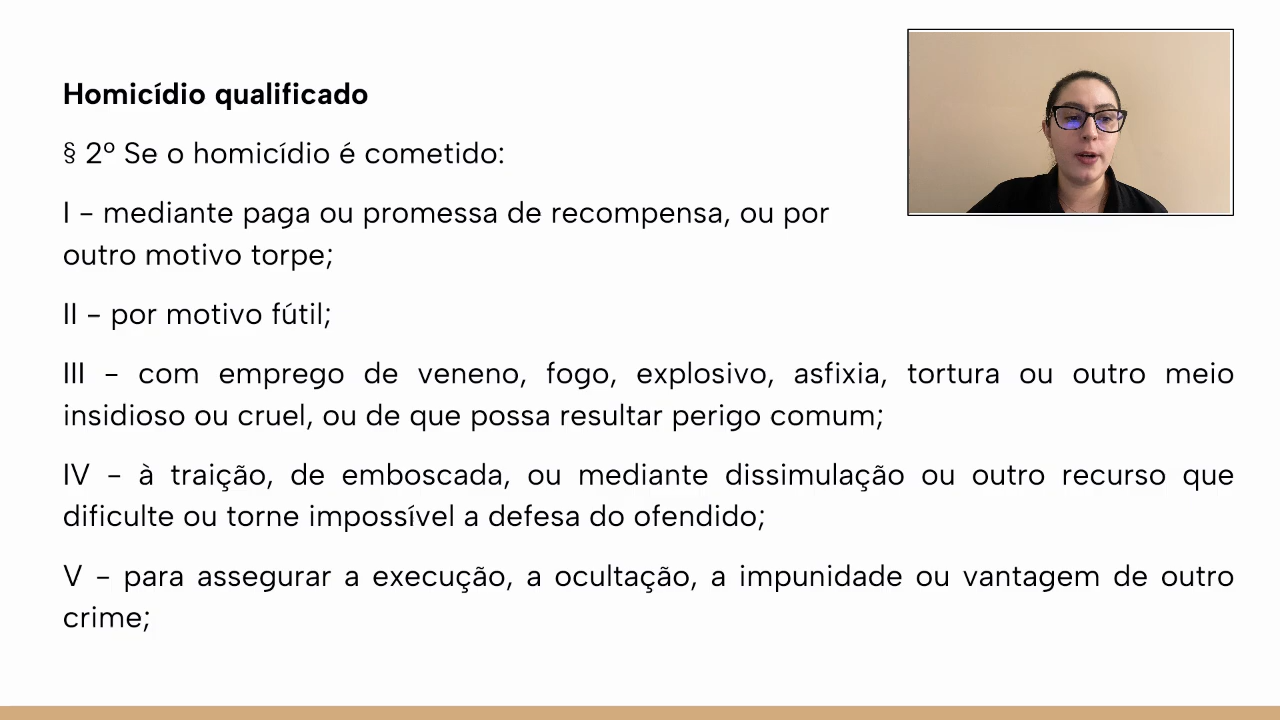 Homicídio qualificado
§ 2º Se o homicídio é cometido:
I – mediante paga ou promessa de recompensa, ou por
outro motivo torpe;
II – por motivo fútil;
III – com emprego de veneno, fogo, explosivo, asfixia, tortura ou outro meio
insidioso ou cruel, ou de que possa resultar perigo comum;
IV – à traição, de emboscada, ou mediante dissimulação ou outro recurso que
dificulte ou torne impossível a defesa do ofendido;
V – para assegurar a execução, a ocultação, a impunidade ou vantagem de outro
crime;